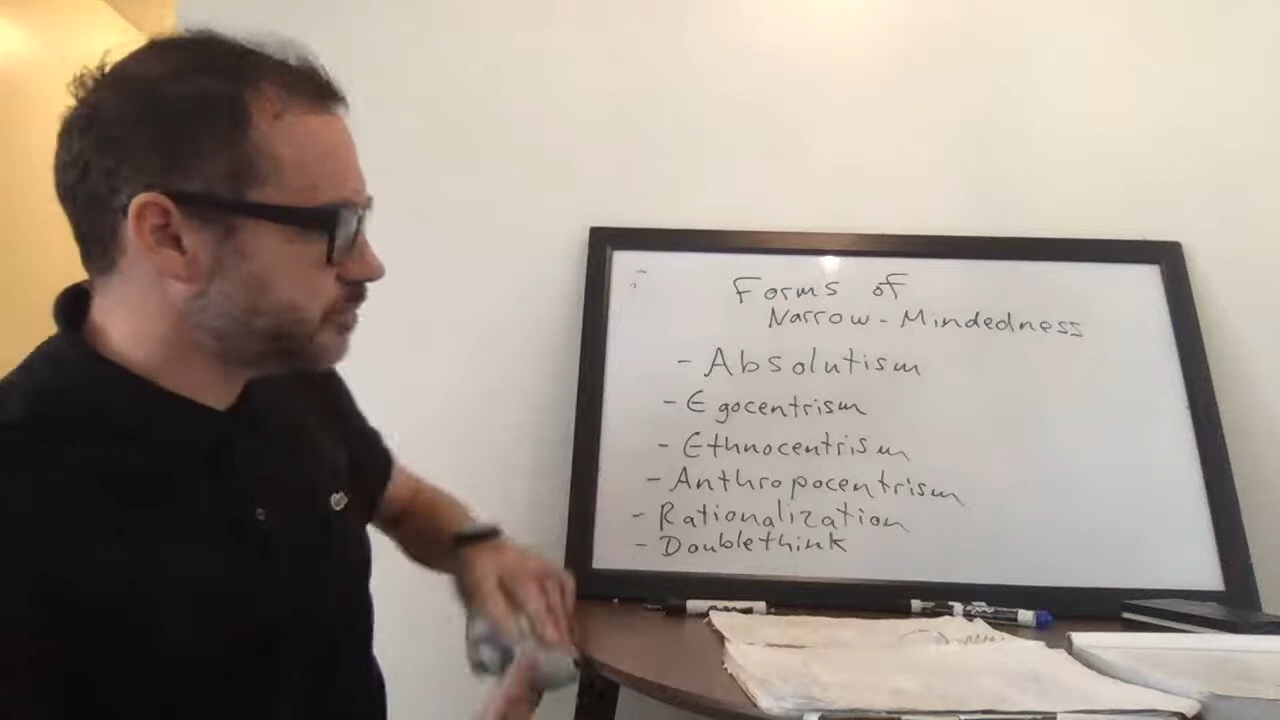 Forms of
Narrow-Mindedness
- Absolutism
- Egocentrism
- Ethnocentrism
- Anthropocentrism
- Rationalization
- Doublethink